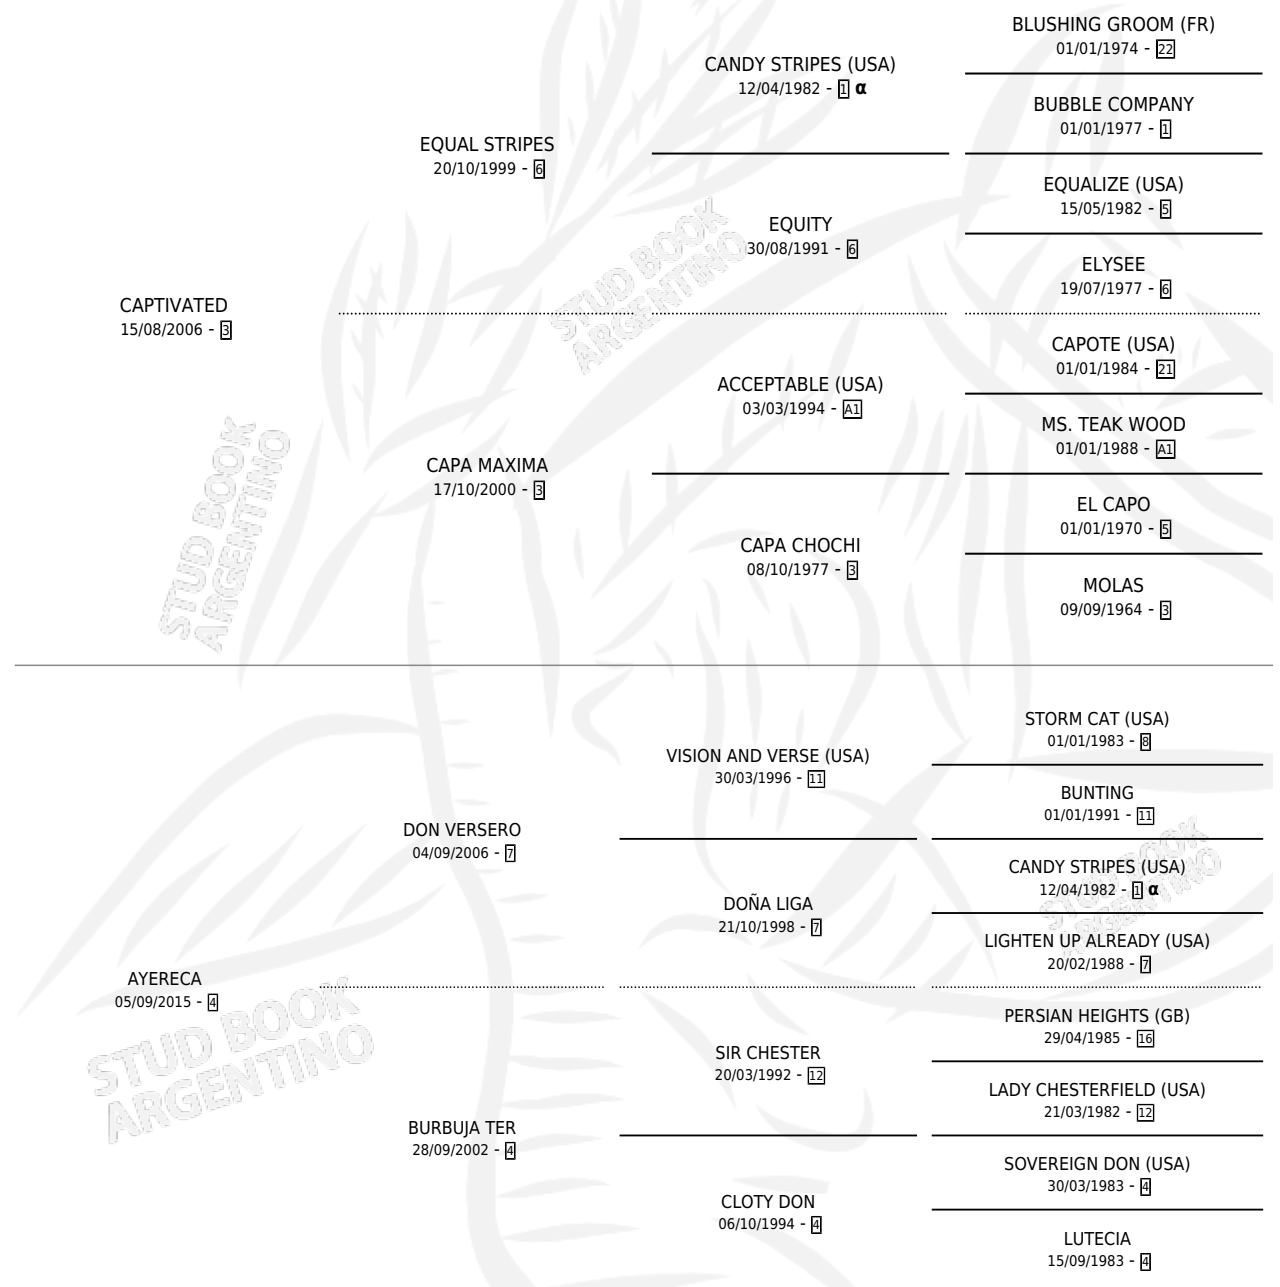 BLUSHING GROOM (FR)
01/01/1974 - 22
CANDY STRIPES (USA)
12/04/1982 - 1 α
BUBBLE COMPANY
01/01/1977 - 1
EQUAL STRIPES
20/10/1999 - 6
EQUALIZE (USA)
15/05/1982 - 5
EQUITY
30/08/1991 - 6
ELYSEE
19/07/1977 - 6
CAPTIVATED
15/08/2006 - 3
CAPOTE (USA)
01/01/1984 - 21
ACCEPTABLE (USA)
03/03/1994 - A1
MS. TEAK WOOD
01/01/1988 - A1
CAPA MAXIMA
17/10/2000 - 3
EL CAPO
01/01/1970 - 5
CAPA CHOCHI
08/10/1977 - 3
MOLAS
09/09/1964 - 3
STUD BOOK
ARGENTINO
STUD BOOK
ARGENTINO
STORM CAT (USA)
01/01/1983 - 8
VISION AND VERSE (USA)
30/03/1996 - 11
BUNTING
01/01/1991 - 11
DON VERSERO
04/09/2006 - 7
CANDY STRIPES (USA)
12/04/1982 - 1 α
DOÑA LIGA
21/10/1998 - 7
LIGHTEN UP ALREADY (USA)
20/02/1988 - 7
AYERECA
05/09/2015 - 4
PERSIAN HEIGHTS (GB)
29/04/1985 - 16
SIR CHESTER
20/03/1992 - 12
LADY CHESTERFIELD (USA)
21/03/1982 - 12
BURBUJA TER
28/09/2002 - 4
SOVEREIGN DON (USA)
30/03/1983 - 4
CLOTY DON
06/10/1994 - 4
LUTECIA
15/09/1983 - 4
STUD BOOK
ARGENTINO
STUD BOOK
ARGENTINO